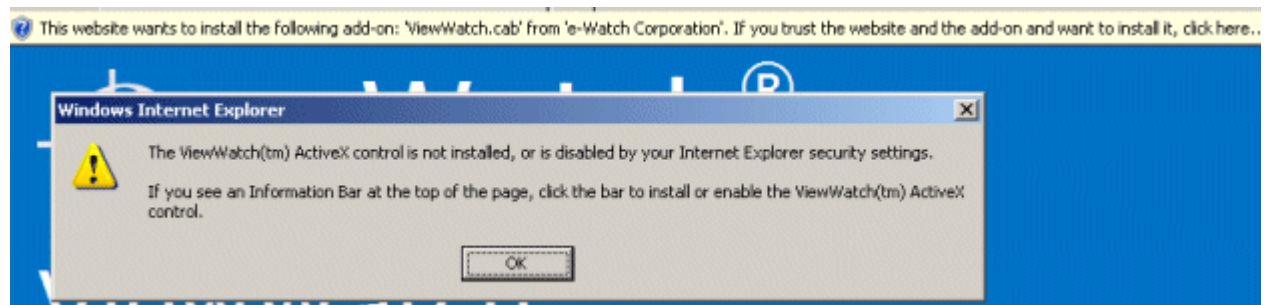 This website wants to install the following add-on: 'ViewWatch.cab' from 'e-Watch Corporation'. If you trust the website and the add-on and want to install it, click here..
®
Windows Internet Explorer
The ViewWatch(tm) ActiveX control is not installed, or is disabled by your Internet Explorer security settings.
If you see an Information Bar at the top of the page, click the bar to install or enable the ViewWatch(tm) ActiveX
control.
OK